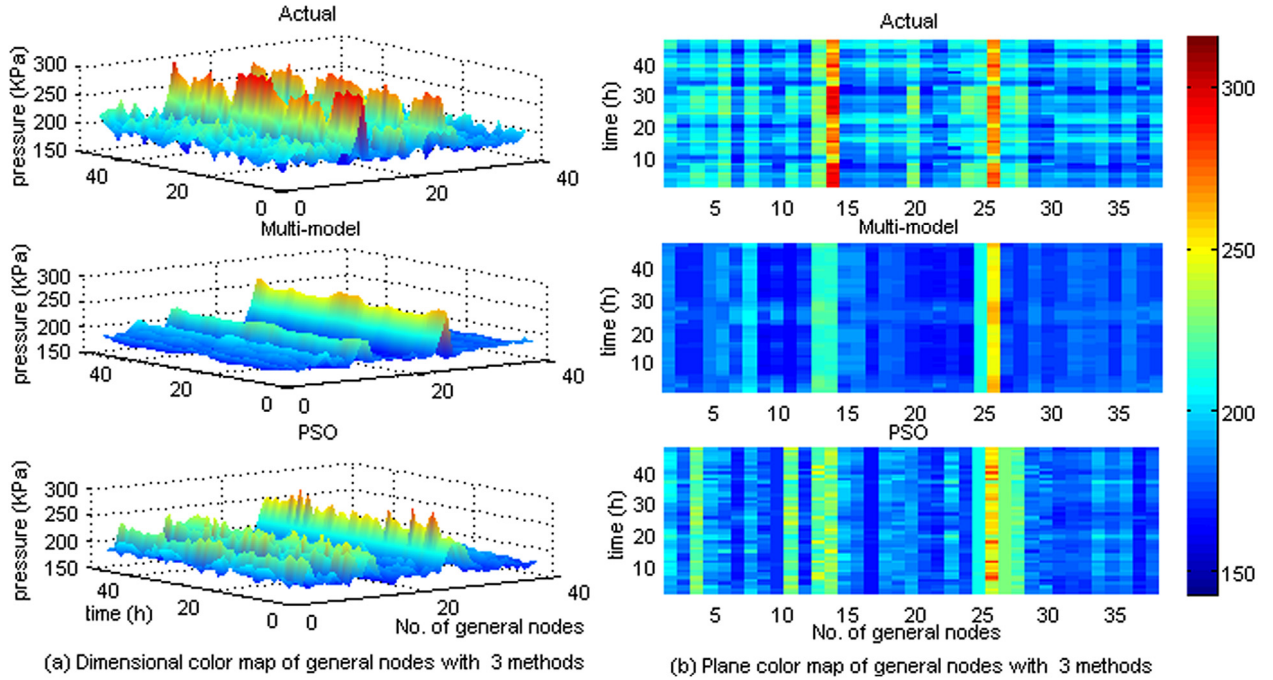 Actual
pressure (KPa)
300
250
200
150
40
20
0 0
20
40
Multi-model
pressure (KPa)
300
250
200
150
40
20
0 0
20
40
PSO
pressure (KPa)
300
250
200
150
40
20
0 0
20
40
time (h)
No. of general nodes
(a) Dimensional color map of general nodes with 3 methods
Actual
time (h)
40
30
20
10
5 10 15 20 25 30 35
Multi-model
time (h)
40
30
20
10
5 10 15 20 25 30 35
PSO
time (h)
40
30
20
10
5 10 15 20 25 30 35
No. of general nodes
(b) Plane color map of general nodes with 3 methods
300
250
200
150